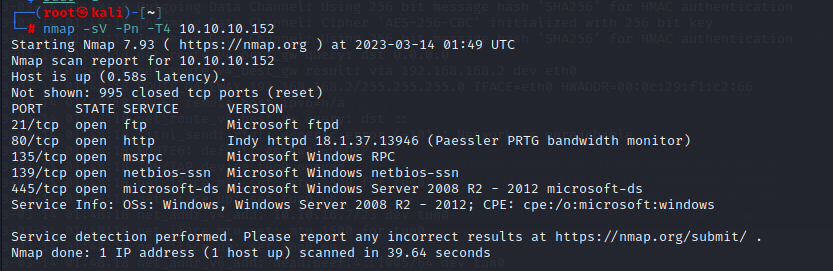 ┌──(root㉿kali)-[~]
└─# nmap -sV -Pn -T4 10.10.10.152
Starting Nmap 7.93 ( https://nmap.org ) at 2023-03-14 01:49 UTC
Nmap scan report for 10.10.10.152
Host is up (0.58s latency).
Not shown: 995 closed tcp ports (reset)
PORT    STATE SERVICE      VERSION
21/tcp  open  ftp          Microsoft ftpd
80/tcp  open  http         Indy httpd 18.1.37.13946 (Paessler PRTG bandwidth monitor)
135/tcp open  msrpc        Microsoft Windows RPC
139/tcp open  netbios-ssn  Microsoft Windows netbios-ssn
445/tcp open  microsoft-ds Microsoft Windows Server 2008 R2 - 2012 microsoft-ds
Service Info: OSs: Windows, Windows Server 2008 R2 - 2012; CPE: cpe:/o:microsoft:windows

Service detection performed. Please report any incorrect results at https://nmap.org/submit/ .
Nmap done: 1 IP address (1 host up) scanned in 39.64 seconds